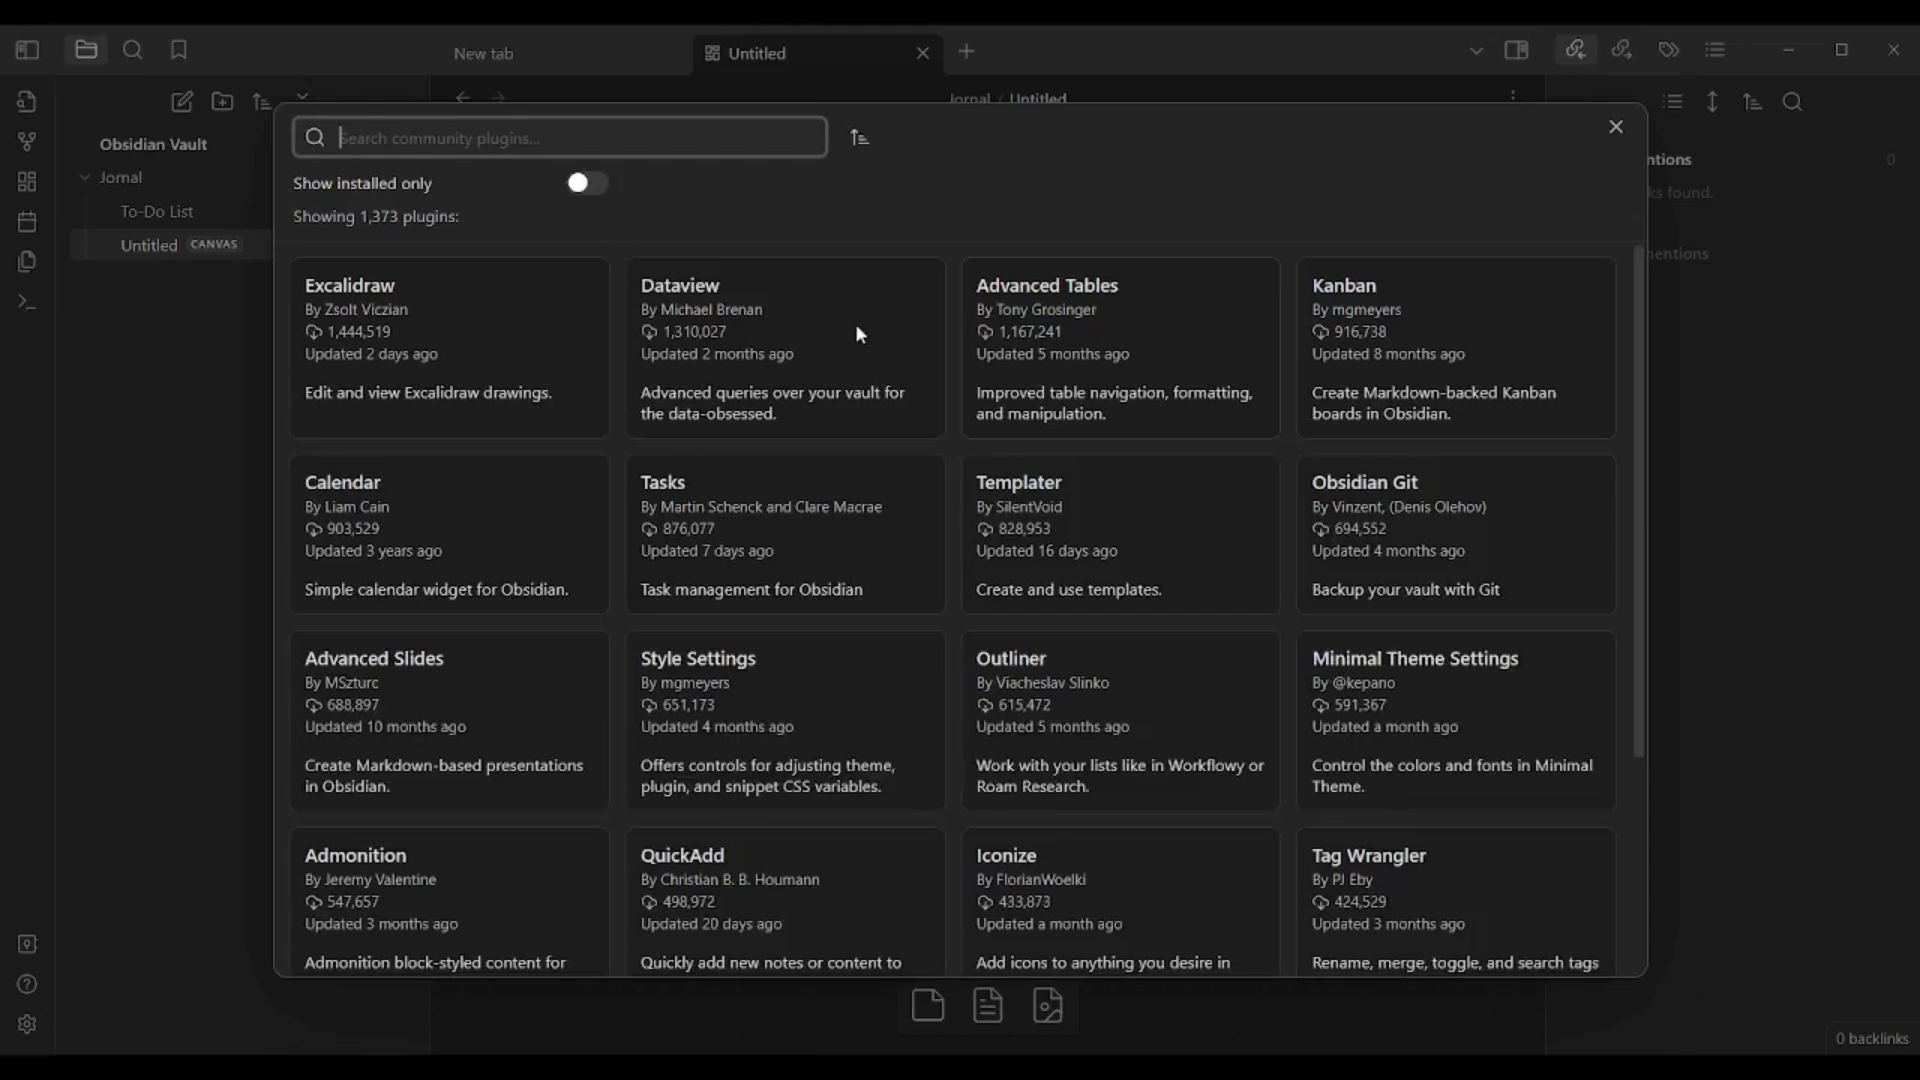 New tab
Untitled
Jornal / Untitled
Obsidian Vault
Jornal
To-Do List
Untitled CANVAS
Search community plugins...
Show installed only
Showing 1,373 plugins:
ntions
0
ks found.
nentions
Excalidraw
By Zsolt Viczian
1,444,519
Updated 2 days ago
Edit and view Excalidraw drawings.
Dataview
By Michael Brenan
1,310,027
Updated 2 months ago
Advanced queries over your vault for
the data-obsessed.
Advanced Tables
By Tony Grosinger
1,167,241
Updated 5 months ago
Improved table navigation, formatting,
and manipulation.
Kanban
By mgmeyers
916,738
Updated 8 months ago
Create Markdown-backed Kanban
boards in Obsidian.
Calendar
By Liam Cain
903,529
Updated 3 years ago
Simple calendar widget for Obsidian.
Tasks
By Martin Schenck and Clare Macrae
876,077
Updated 7 days ago
Task management for Obsidian
Templater
By SilentVoid
828,953
Updated 16 days ago
Create and use templates.
Obsidian Git
By Vinzent, (Denis Olehov)
694,552
Updated 4 months ago
Backup your vault with Git
Advanced Slides
By MSzturc
688,897
Updated 10 months ago
Create Markdown-based presentations
in Obsidian.
Style Settings
By mgmeyers
651,173
Updated 4 months ago
Offers controls for adjusting theme,
plugin, and snippet CSS variables.
Outliner
By Viacheslav Slinko
615,472
Updated 5 months ago
Work with your lists like in Workflowy or
Roam Research.
Minimal Theme Settings
By @kepano
591,367
Updated a month ago
Control the colors and fonts in Minimal
Theme.
Admonition
By Jeremy Valentine
547,657
Updated 3 months ago
Admonition block-styled content for
QuickAdd
By Christian B. B. Houmann
498,972
Updated 20 days ago
Quickly add new notes or content to
Iconize
By FlorianWoelki
433,873
Updated a month ago
Add icons to anything you desire in
Tag Wrangler
By PJ Eby
424,529
Updated 3 months ago
Rename, merge, toggle, and search tags
0 backlinks